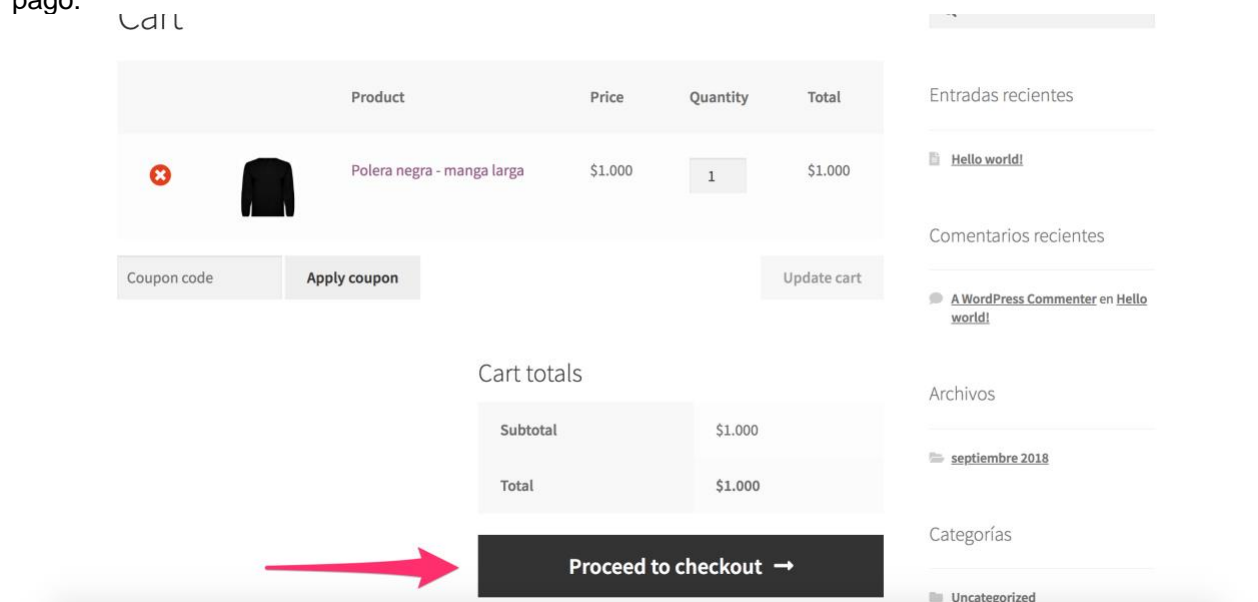 pago.
Cart
Product Price Quantity Total
Polera negra - manga larga $1.000 1 $1.000
Coupon code Apply coupon Update cart
Cart totals
Subtotal $1.000
Total $1.000
Proceed to checkout →
Entradas recientes
Hello world!
Comentarios recientes
A WordPress Commenter en Hello
world!
Archivos
septiembre 2018
Categorías
Uncategorized